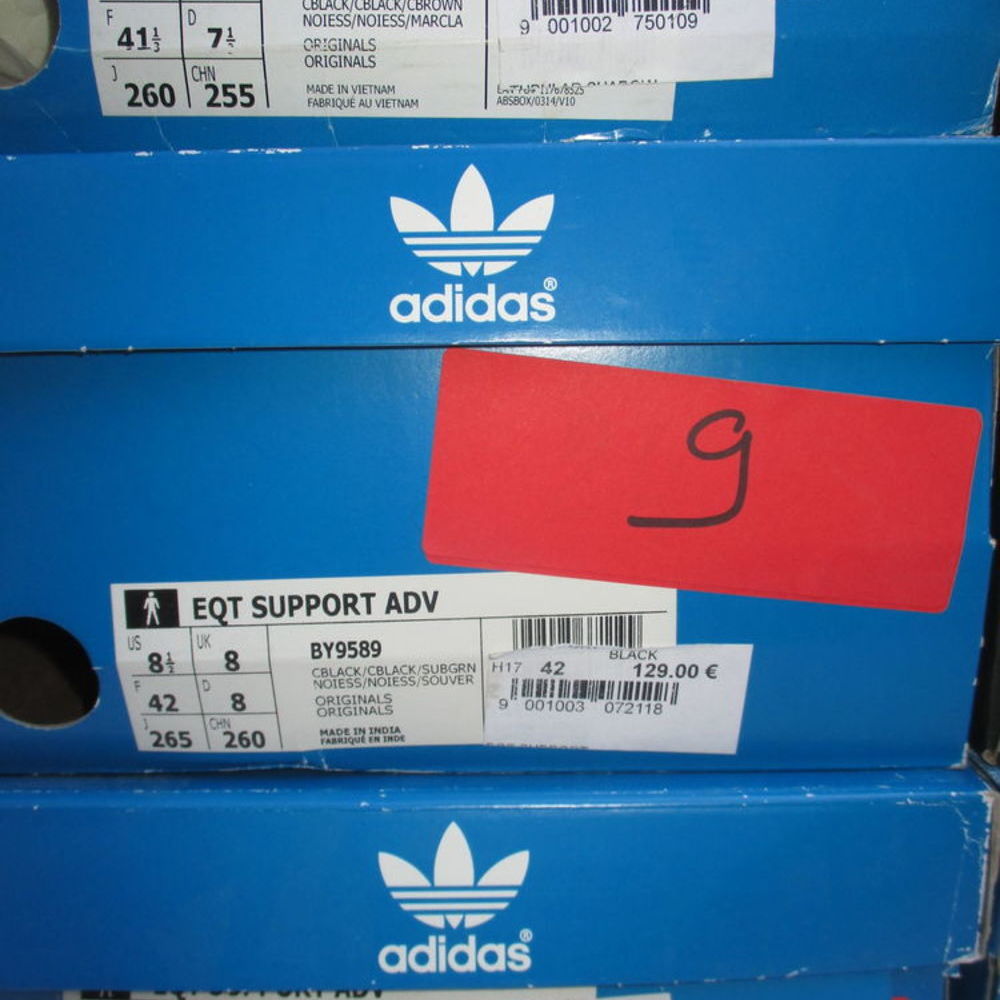 CBLACK/CBLACK/CBROWN
NOIESS/NOIESS/MARCLA
F 41⅓ D 7½
ORIGINALS
ORIGINALS
J 260 CHN 255
MADE IN VIETNAM
FABRIQUÉ AU VIETNAM
9 001002 750109
ABSBOX/0314/V10
adidas®
9
EQT SUPPORT ADV
US 8½ UK 8
F 42 D 8
J 265 CHN 260
BY9589
CBLACK/CBLACK/SUBGRN
NOIESS/NOIESS/SOUVER
ORIGINALS
ORIGINALS
MADE IN INDIA
FABRIQUÉ EN INDE
BLACK
H17 42 129.00 €
9 001003 072118
adidas®